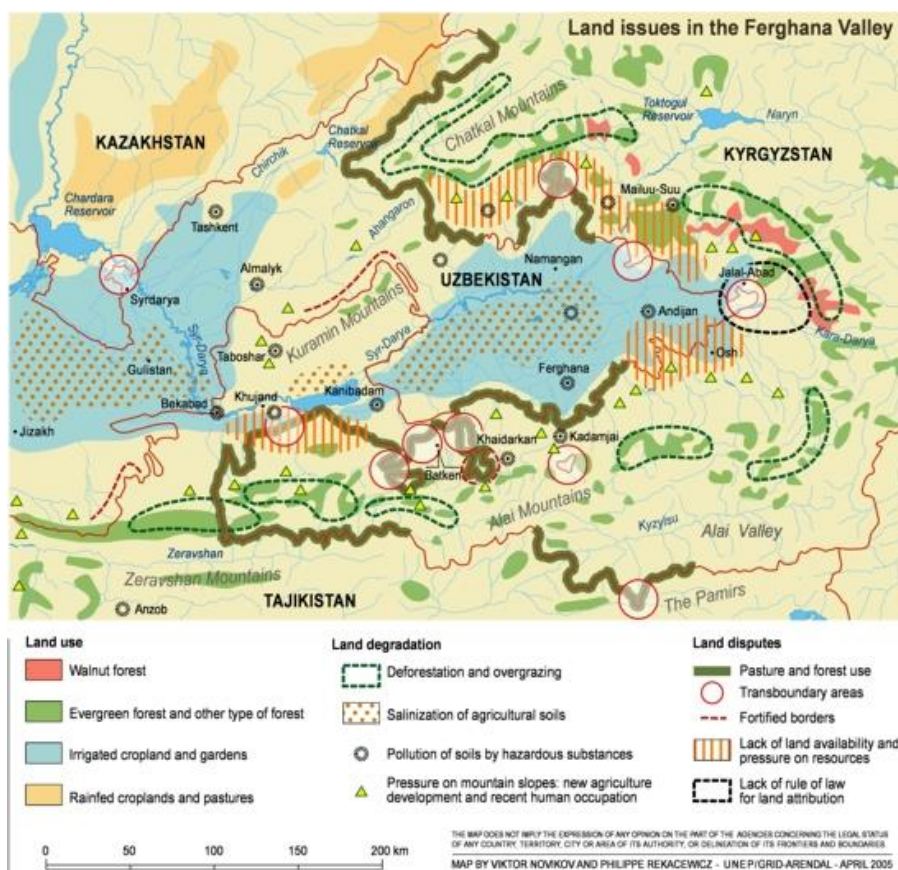 Land issues in the Ferghana Valley
Chatkal Mountains
Toktogul
Reservoir
Naryn
KAZAKHSTAN
Chatkal
Reservoir
KYRGYZSTAN
Chirchik
Chardara
Reservoir
Mailuu-Suu
Tashkent
Ahangaron
Almalyk
UZBEKISTAN
Namangan
Jalal-Abad
Syrdarya
Kuramin Mountains
Andijan
Kara-Darya
Syr-Darya
Taboshar
Syr-Darya
Osh
Gulistan
Ferghana
Kanibadam
Khujand
Bekabad
Jizakh
Khaidarkan
Kadamjai
Batken
Alai Mountains
Kyzylsu
Alai Valley
Zeravshan
Zeravshan Mountains
TAJIKISTAN
The Pamirs
Anzob
Land use
Walnut forest
Evergreen forest and other type of forest
Irrigated cropland and gardens
Rainfed croplands and pastures
Land degradation
Deforestation and overgrazing
Salinization of agricultural soils
Pollution of soils by hazardous substances
Pressure on mountain slopes: new agriculture
development and recent human occupation
Land disputes
Pasture and forest use
Transboundary areas
Fortified borders
Lack of land availability and
pressure on resources
Lack of rule of law
for land attribution
0 50 100 150 200 km
THE MAP DOES NOT IMPLY THE EXPRESSION OF ANY OPINION ON THE PART OF THE AGENCIES CONCERNING THE LEGAL STATUS
OF ANY COUNTRY, TERRITORY, CITY OR AREA OF ITS AUTHORITY, OR DELINEATION OF ITS FRONTIERS AND BOUNDARIES
MAP BY VIKTOR NOVIKOV AND PHILIPPE REKACEWICZ - UNEP/GRID-ARENDAL - APRIL 2005